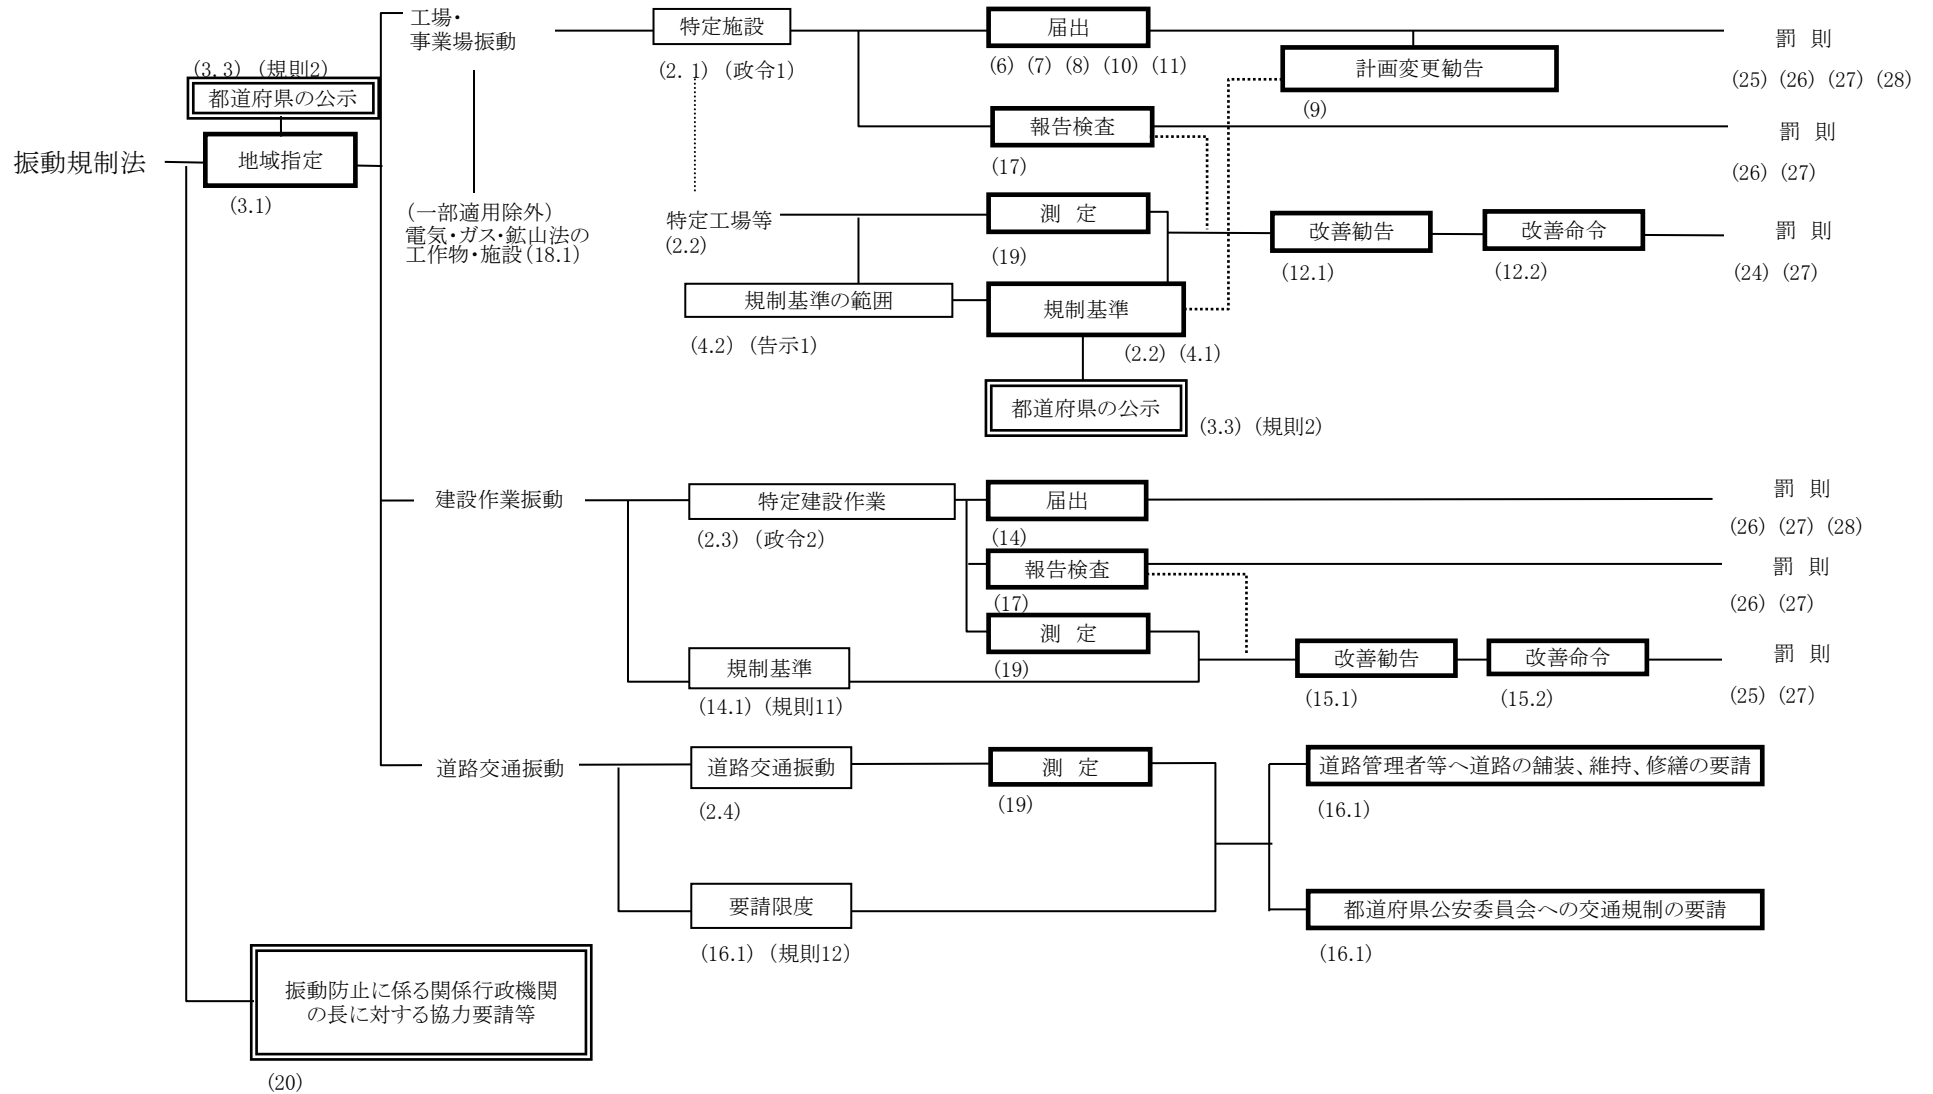 振動規制法
(3.3) (規則2)
都道府県の公示
地域指定
(3.1)
工場・
事業場振動
(一部適用除外)
電気・ガス・鉱山法の
工作物・施設(18.1)
特定施設
(2.1) (政令1)
届出
(6) (7) (8) (10) (11)
計画変更勧告
(9)
罰 則
(25) (26) (27) (28)
報告検査
(17)
罰 則
(26) (27)
特定工場等
(2.2)
測 定
(19)
改善勧告
(12.1)
改善命令
(12.2)
罰 則
(24) (27)
規制基準の範囲
(4.2) (告示1)
規制基準
(2.2) (4.1)
都道府県の公示
(3.3) (規則2)
建設作業振動
特定建設作業
(2.3) (政令2)
届出
(14)
罰 則
(26) (27) (28)
報告検査
(17)
罰 則
(26) (27)
測 定
(19)
規制基準
(14.1) (規則11)
改善勧告
(15.1)
改善命令
(15.2)
罰 則
(25) (27)
道路交通振動
道路交通振動
(2.4)
測 定
(19)
道路管理者等へ道路の舗装、維持、修繕の要請
(16.1)
要請限度
(16.1) (規則12)
都道府県公安委員会への交通規制の要請
(16.1)
振動防止に係る関係行政機関
の長に対する協力要請等
(20)